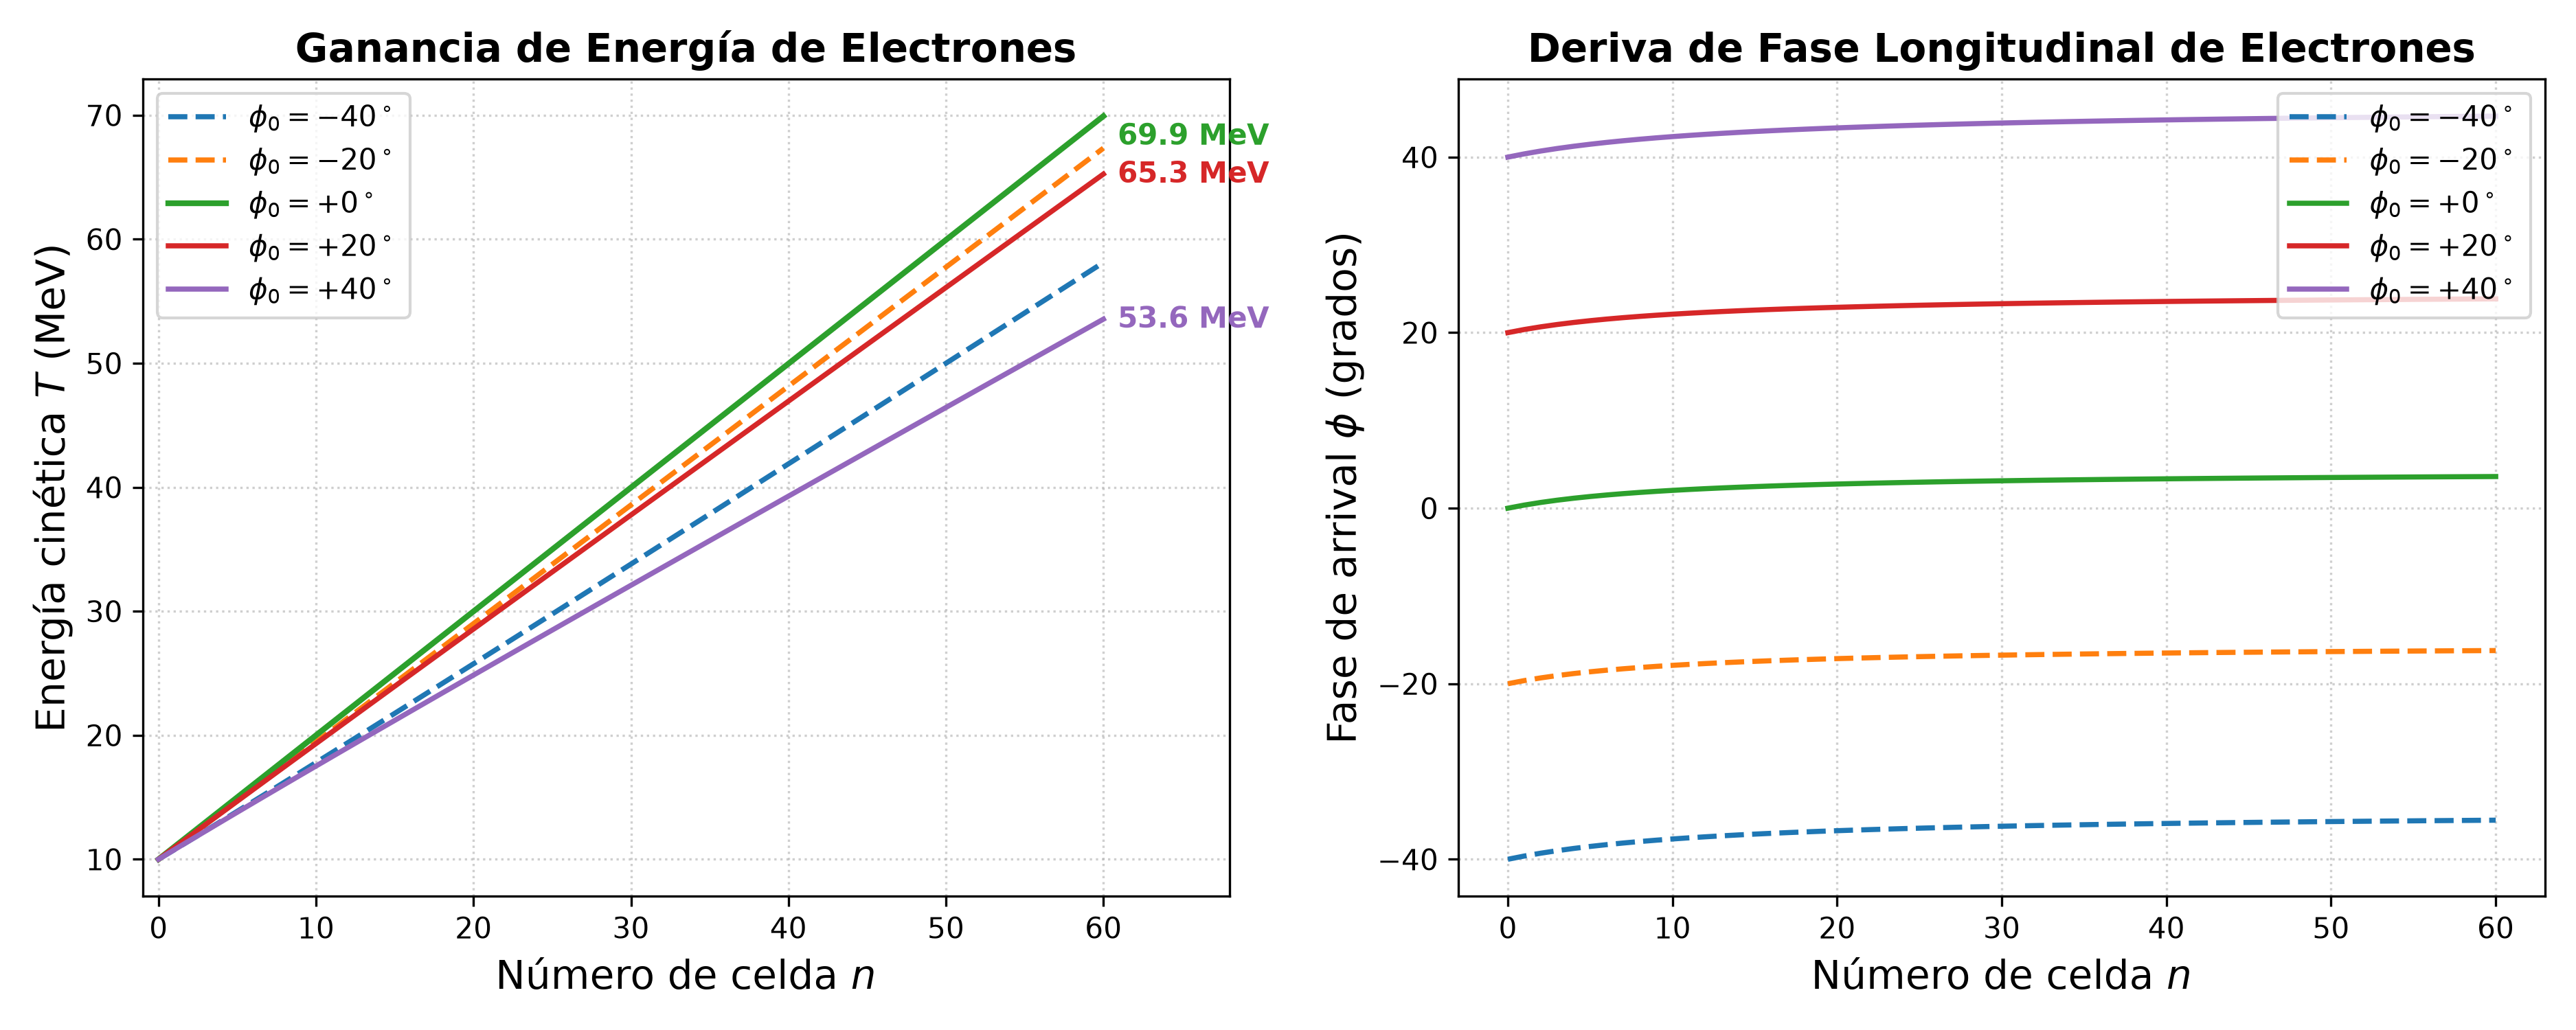 Ganancia de Energía de Electrones
Energía cinética T (MeV)
70
60
50
40
30
20
10
ϕ₀ = −40°
ϕ₀ = −20°
ϕ₀ = +0°
ϕ₀ = +20°
ϕ₀ = +40°
69.9 MeV
65.3 MeV
53.6 MeV
0 10 20 30 40 50 60
Número de celda n
Deriva de Fase Longitudinal de Electrones
Fase de arrival ϕ (grados)
40
20
0
−20
−40
ϕ₀ = −40°
ϕ₀ = −20°
ϕ₀ = +0°
ϕ₀ = +20°
ϕ₀ = +40°
0 10 20 30 40 50 60
Número de celda n